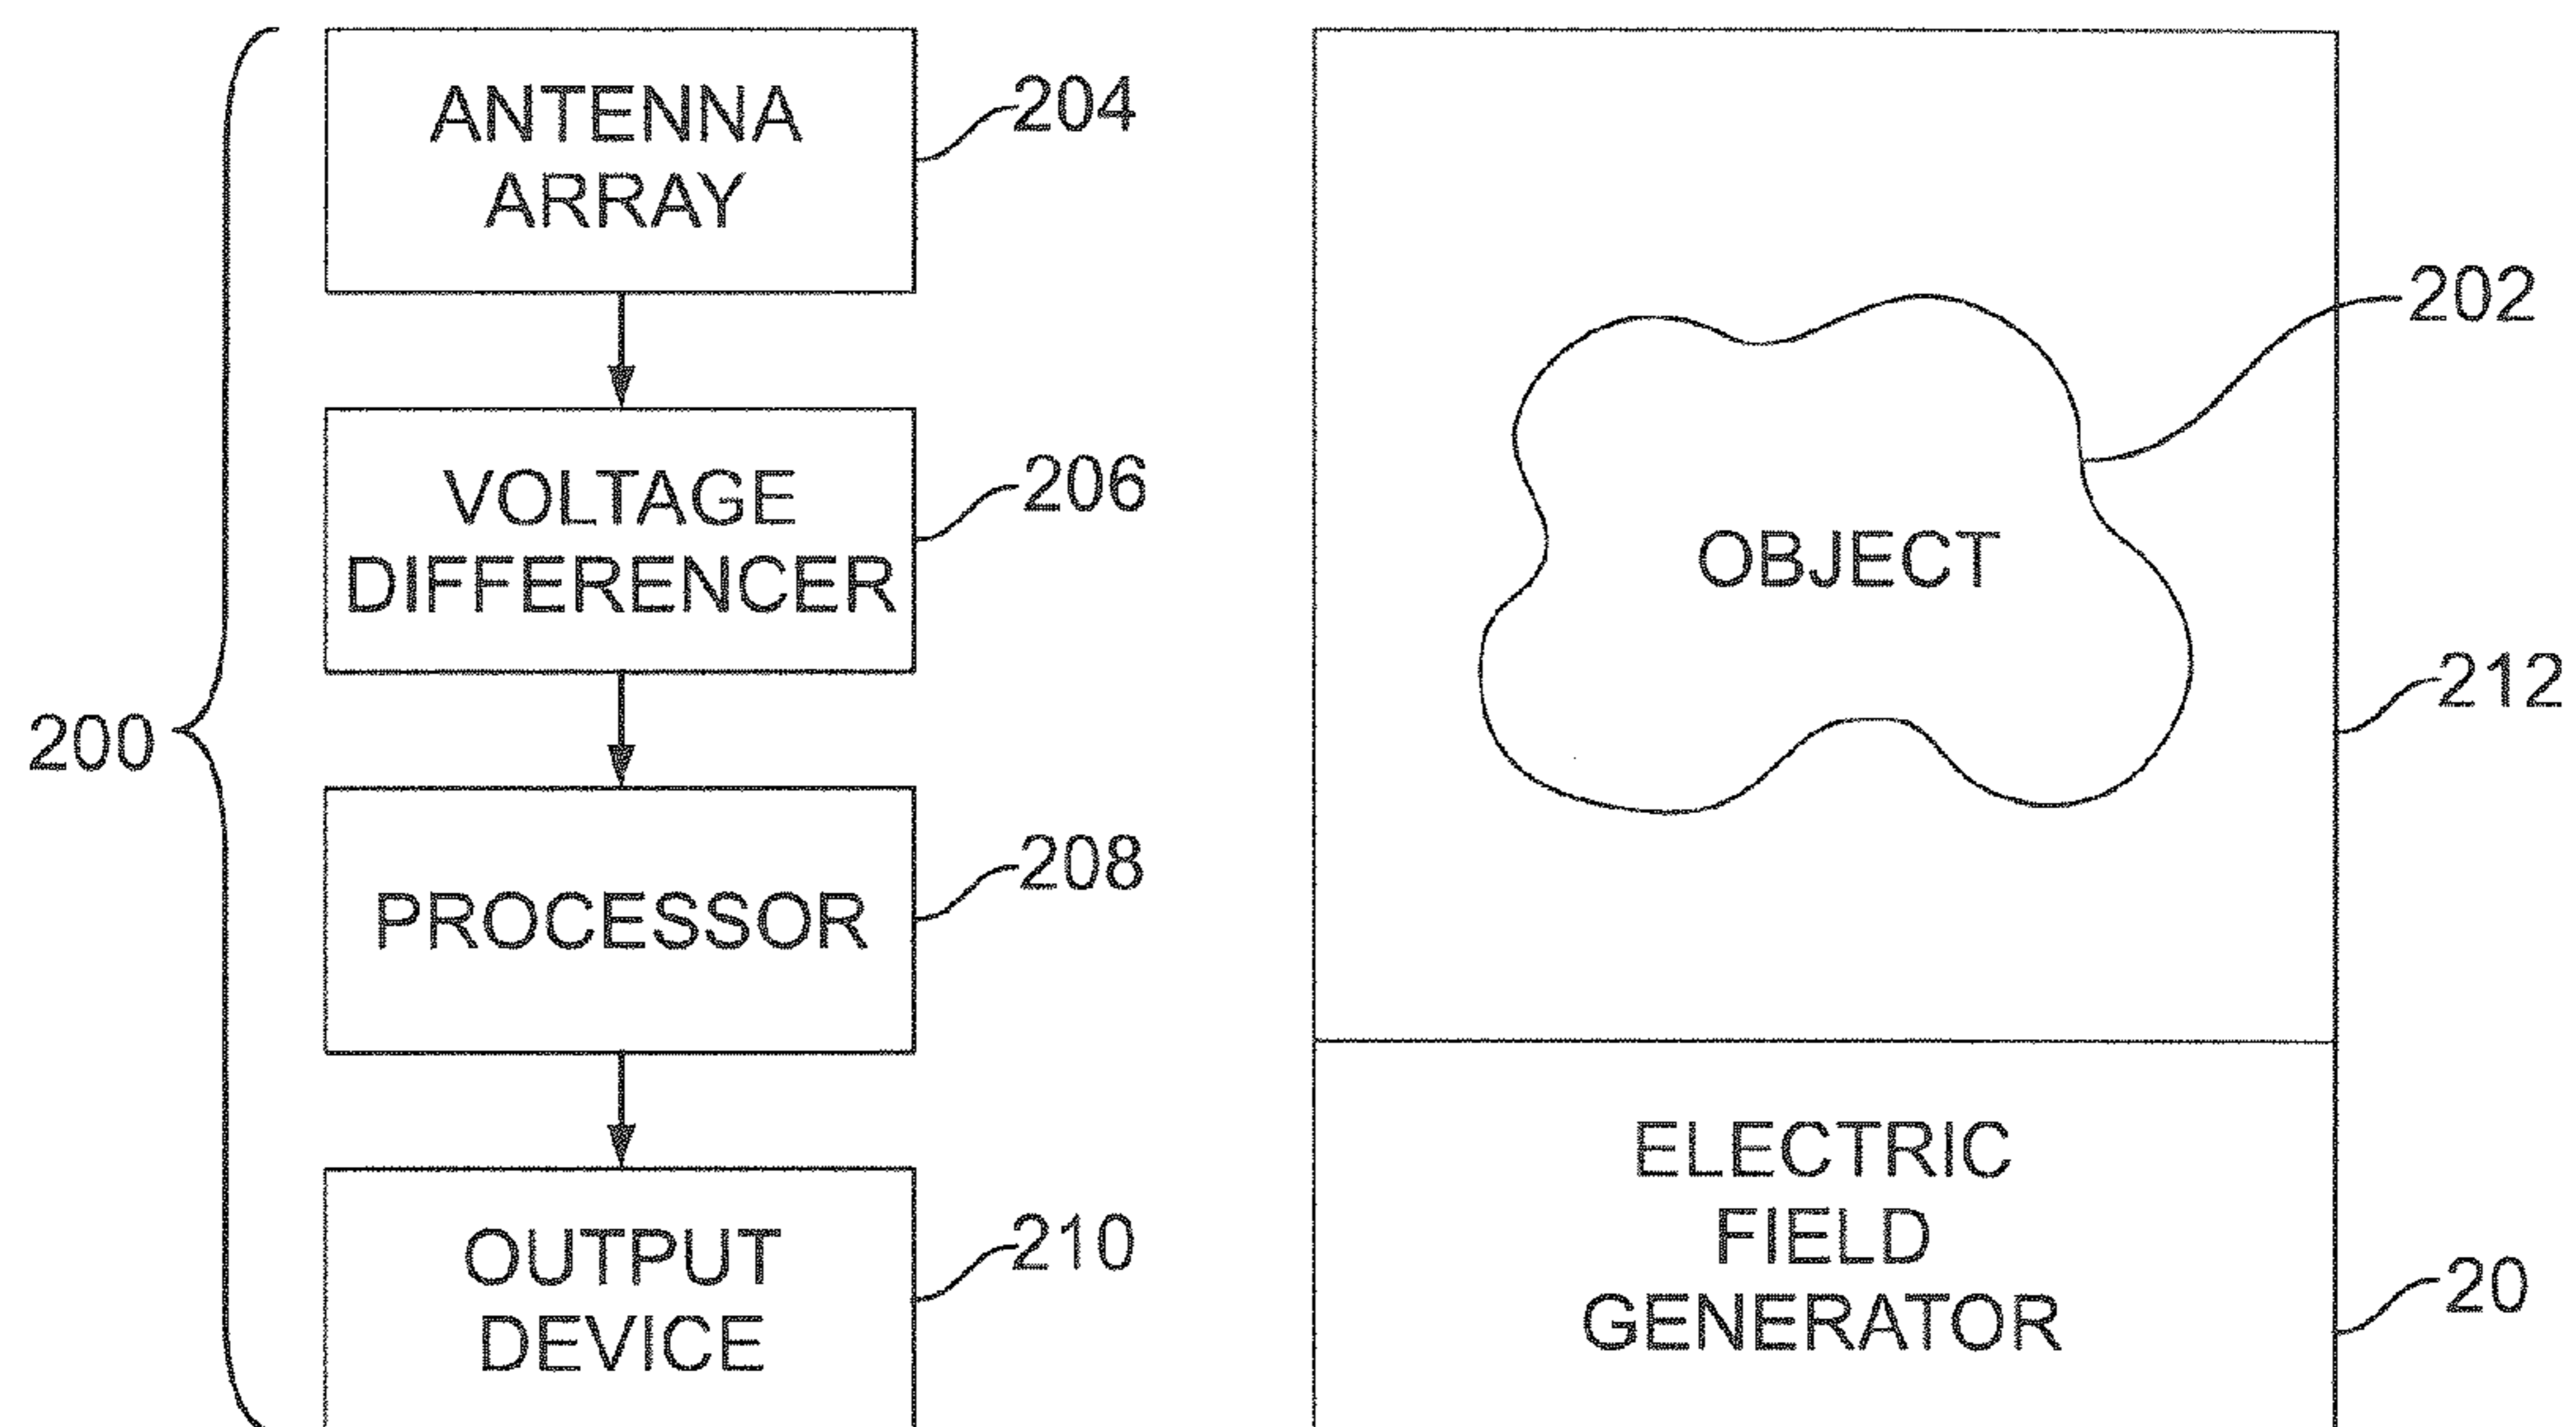 ANTENNA
ARRAY
204
VOLTAGE
DIFFERENCER
206
200
PROCESSOR
208
OUTPUT
DEVICE
210
202
OBJECT
212
ELECTRIC
FIELD
GENERATOR
20